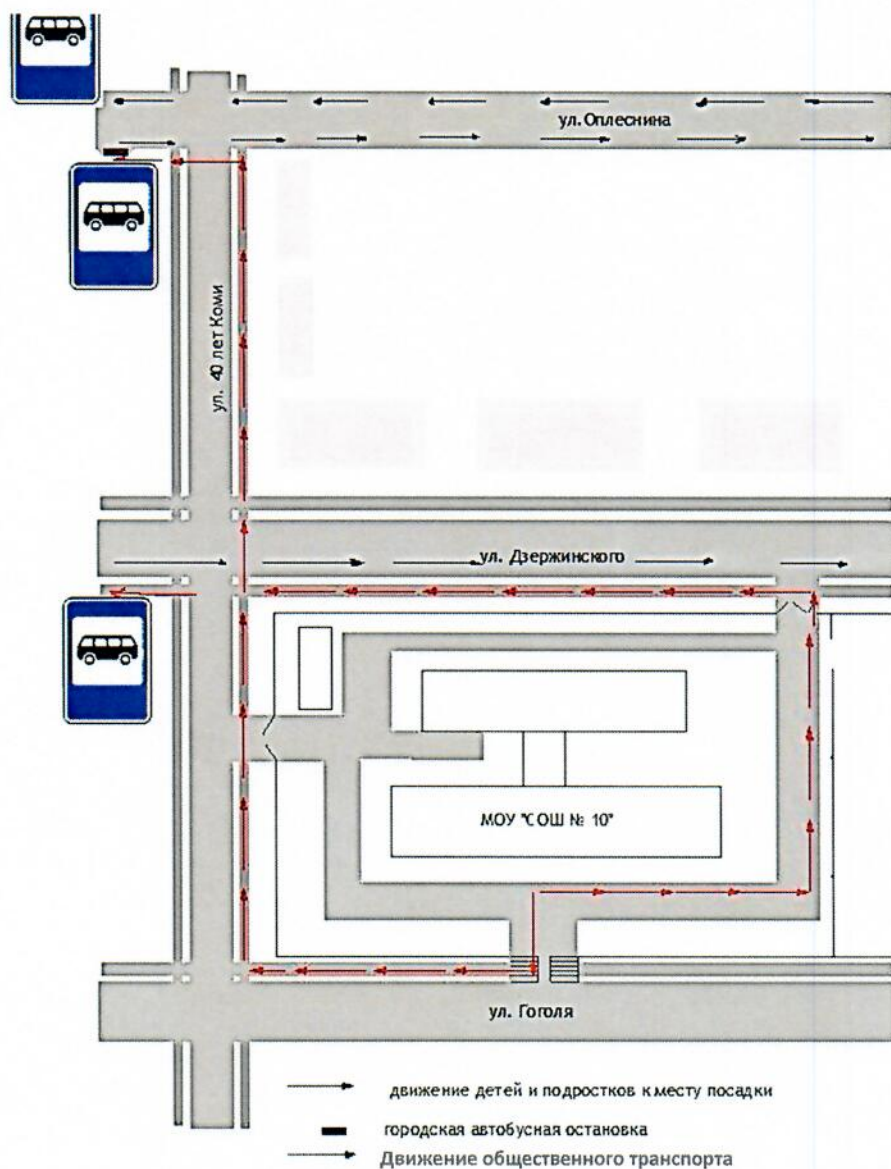 ул. Оплеснина
ул. 40 лет Коми
ул. Дзержинского
МОУ "СОШ № 10"
ул. Гоголя
движение детей и подростков к месту посадки
городская автобусная остановка
Движение общественного транспорта